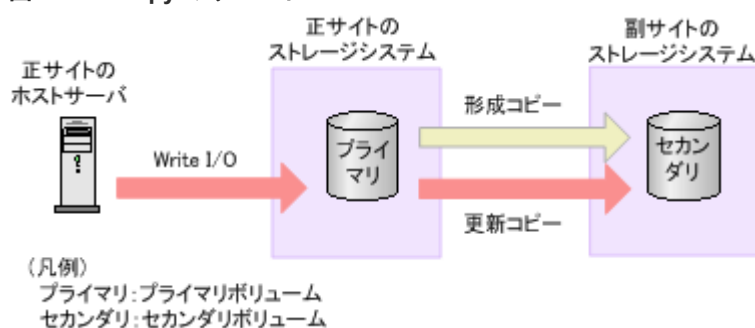 正サイトの
ストレージシステム
副サイトの
ストレージシステム
正サイトの
ホストサーバ
形成コピー
プライ
マリ
セカン
ダリ
Write I/O
更新コピー
(凡例)
プライマリ:プライマリボリューム
セカンダリ:セカンダリボリューム